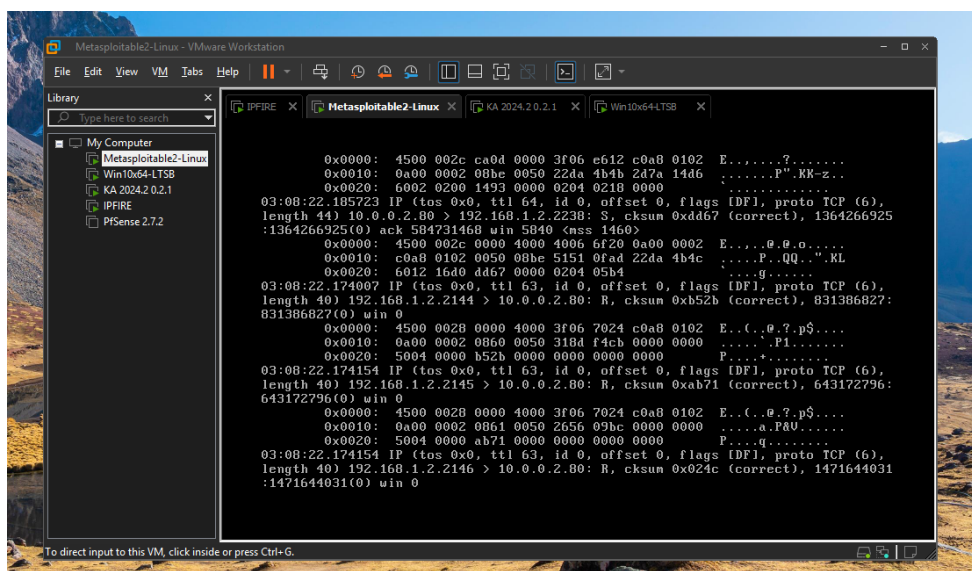 Metasploitable2-Linux - VMware Workstation
File Edit View VM Tabs Help
Library
Type here to search
My Computer
Metasploitable2-Linux
Win10x64-LTSB
KA 2024.2 0.2.1
IPFIRE
PfSense 2.7.2
IPFIRE Metasploitable2-Linux KA 2024.2 0.2.1 Win10x64-LTSB
0x0000: 4500 002c ca0d 0000 3f06 e612 c0a8 0102 E..,....?.......
0x0010: 0a00 0002 08be 0050 22da 4b4b 2d7a 14d6 .......P".KK-z..
0x0020: 6002 0200 1493 0000 0204 0218 0000 `.............
03:08:22.185723 IP (tos 0x0, ttl 64, id 0, offset 0, flags [DF], proto TCP (6),
length 44) 10.0.0.2.80 > 192.168.1.2.2238: S, cksum 0xdd67 (correct), 1364266925
:1364266925(0) ack 584731468 win 5840 <mss 1460>
0x0000: 4500 002c 0000 4000 4006 6f20 0a00 0002 E..,..@.@.o.....
0x0010: c0a8 0102 0050 08be 5151 0fad 22da 4b4c .....P..QQ..".KL
0x0020: 6012 16d0 dd67 0000 0204 05b4 `....g......
03:08:22.174007 IP (tos 0x0, ttl 63, id 0, offset 0, flags [DF], proto TCP (6),
length 40) 192.168.1.2.2144 > 10.0.0.2.80: R, cksum 0xb52b (correct), 831386827:
831386827(0) win 0
0x0000: 4500 0028 0000 4000 3f06 7024 c0a8 0102 E..(..@.?.p$....
0x0010: 0a00 0002 0860 0050 318d f4cb 0000 0000 .....`.P1.......
0x0020: 5004 0000 b52b 0000 0000 0000 0000 P....+........
03:08:22.174154 IP (tos 0x0, ttl 63, id 0, offset 0, flags [DF], proto TCP (6),
length 40) 192.168.1.2.2145 > 10.0.0.2.80: R, cksum 0xab71 (correct), 643172796:
643172796(0) win 0
0x0000: 4500 0028 0000 4000 3f06 7024 c0a8 0102 E..(..@.?.p$....
0x0010: 0a00 0002 0861 0050 2656 09bc 0000 0000 .....a.P&V......
0x0020: 5004 0000 ab71 0000 0000 0000 0000 P....q........
03:08:22.174154 IP (tos 0x0, ttl 63, id 0, offset 0, flags [DF], proto TCP (6),
length 40) 192.168.1.2.2146 > 10.0.0.2.80: R, cksum 0x024c (correct), 1471644031
:1471644031(0) win 0
To direct input to this VM, click inside or press Ctrl+G.